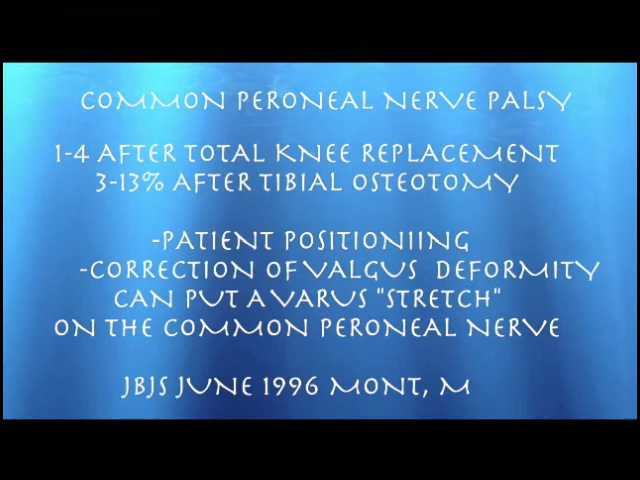 COMMON PERONEAL NERVE PALSY
1-4 AFTER TOTAL KNEE REPLACEMENT
3-13% AFTER TIBIAL OSTEOTOMY
-PATIENT POSITIONIING
-CORRECTION OF VALGUS DEFORMITY
CAN PUT A VARUS "STRETCH"
ON THE COMMON PERONEAL NERVE
JBJS JUNE 1996 MONT, M